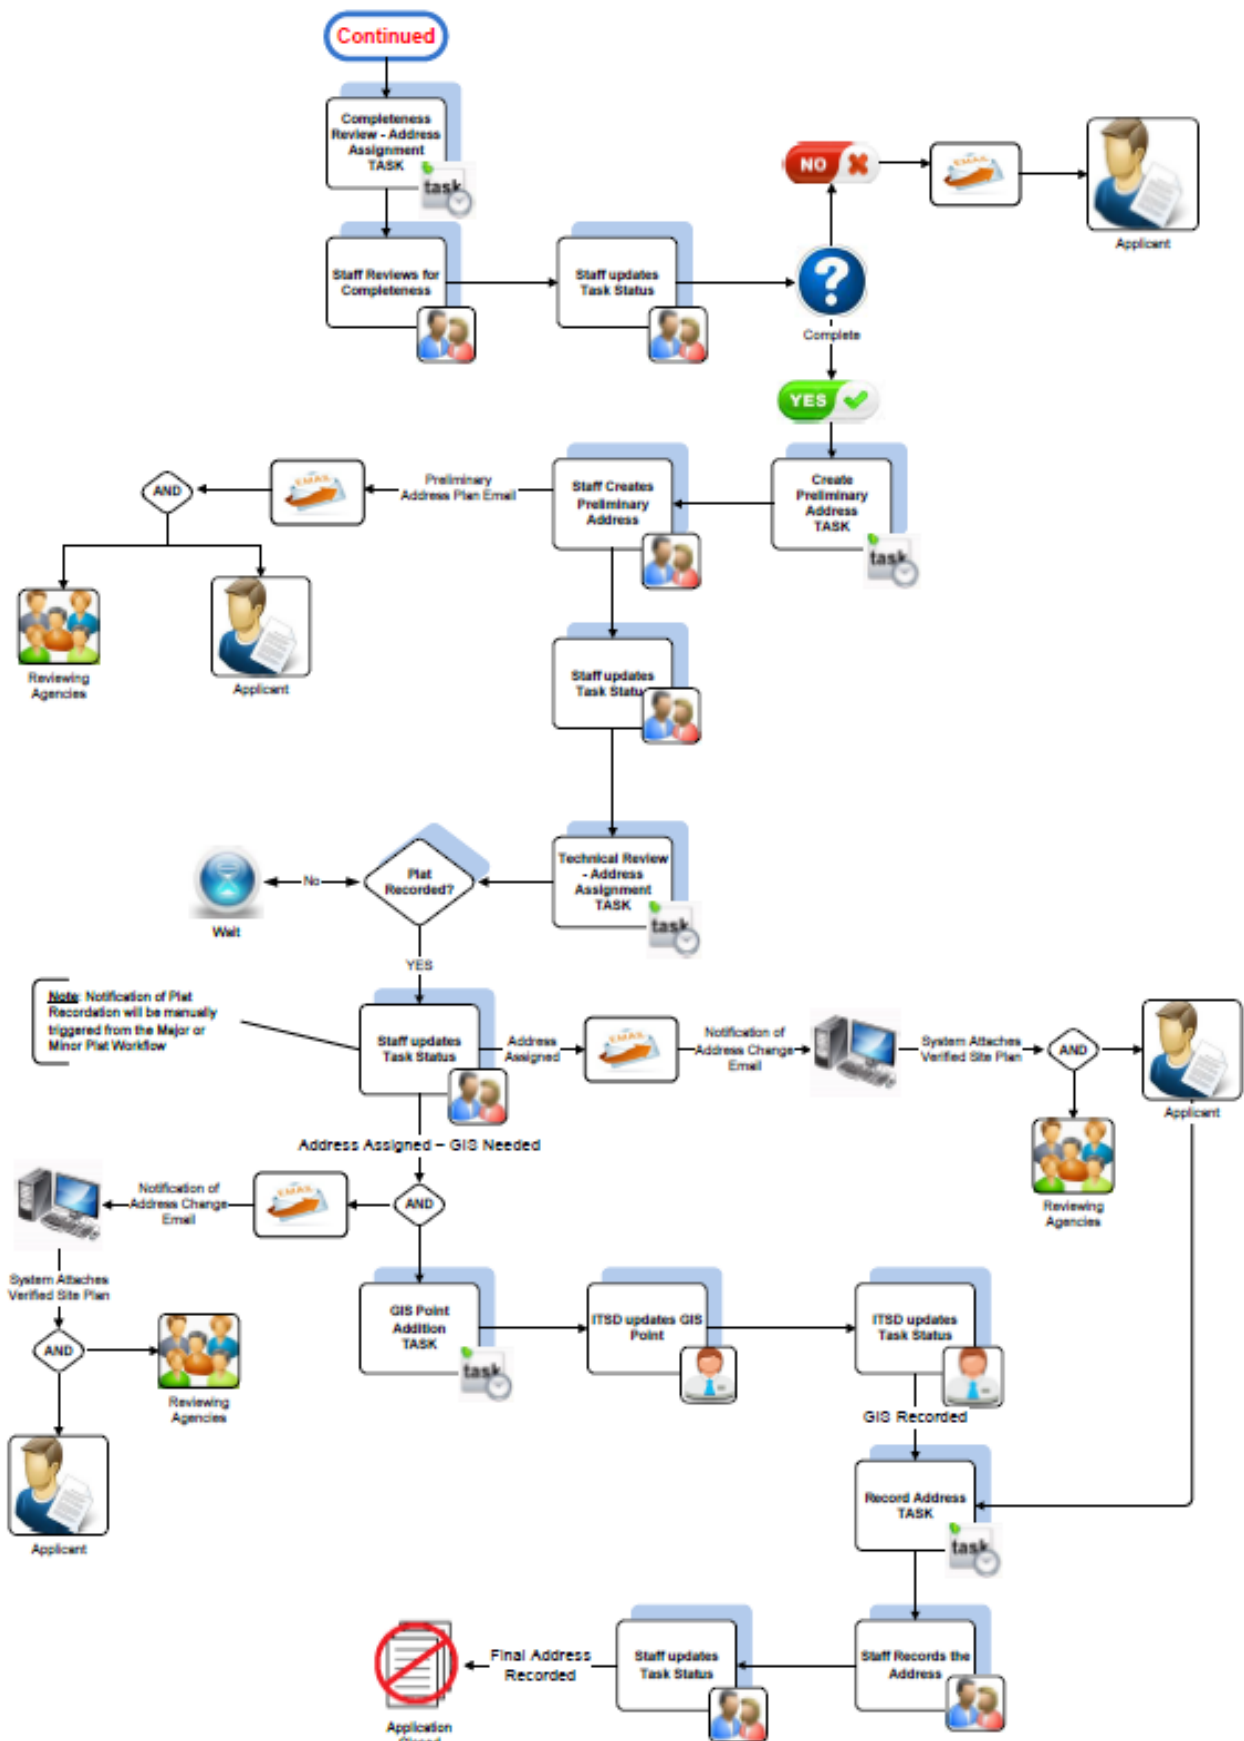 Continued
Completeness
Review - Address
Assignment
TASK
task
NO
EMAIL
Applicant
Staff Reviews for
Completeness
Staff updates
Task Status
?
Complete
YES
Create
Preliminary
Address
TASK
task
Staff Creates
Preliminary
Address
Preliminary
Address Plan Email
EMAIL
AND
Reviewing
Agencies
Applicant
Staff updates
Task Status
Technical Review
- Address
Assignment
TASK
task
Plat
Recorded?
No
Wait
YES
Note: Notification of Plat
Recordation will be manually
triggered from the Major or
Minor Plat Workflow
Staff updates
Task Status
Address
Assigned
EMAIL
Notification of
Address Change
Email
System Attaches
Verified Site Plan
AND
Applicant
Reviewing
Agencies
Address Assigned – GIS Needed
AND
EMAIL
Notification of
Address Change
Email
System Attaches
Verified Site Plan
AND
Reviewing
Agencies
Applicant
GIS Point
Addition
TASK
task
ITSD updates GIS
Point
ITSD updates
Task Status
GIS Recorded
Record Address
TASK
task
Staff Records the
Address
Staff updates
Task Status
Final Address
Recorded
Application